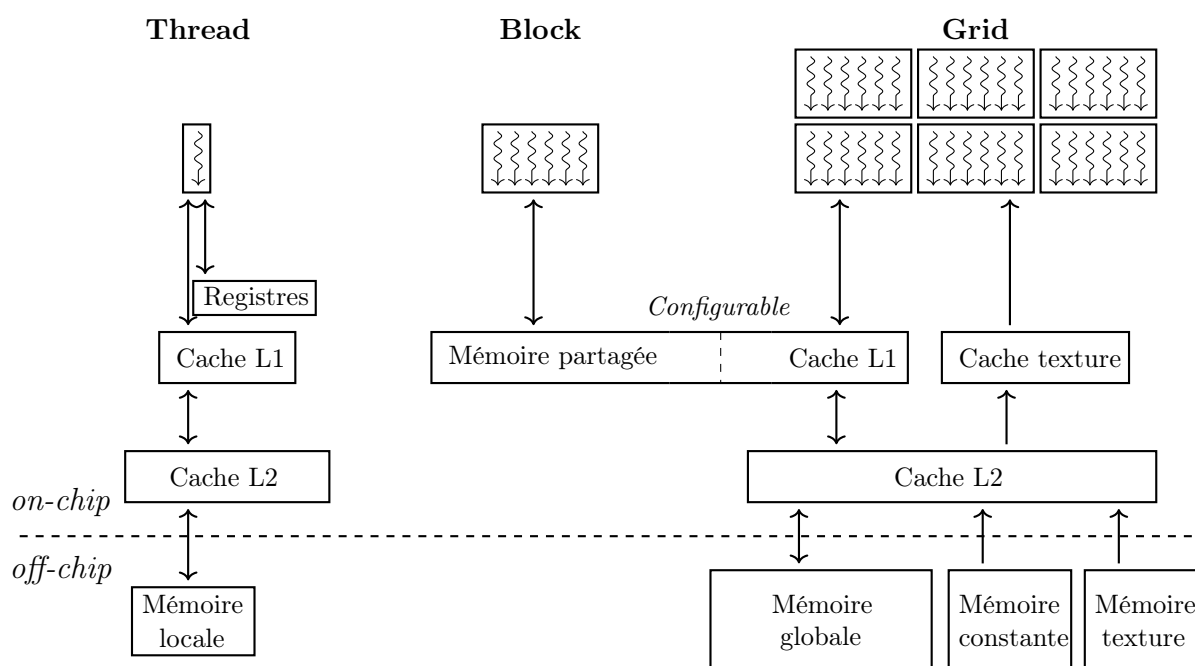 Thread
Block
Grid
Registres
Configurable
Cache L1
Mémoire partagée
Cache L1
Cache texture
Cache L2
Cache L2
on-chip
off-chip
Mémoire
locale
Mémoire
globale
Mémoire
constante
Mémoire
texture